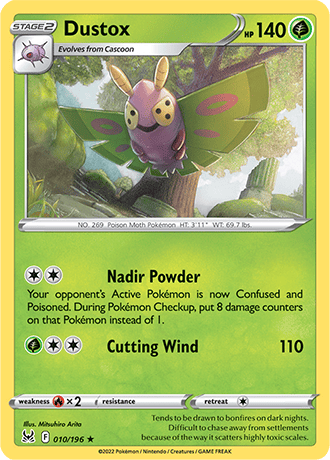 STAGE2 Dustox HP 140
Evolves from Cascoon
NO. 269 Poison Moth Pokémon HT: 3'11" WT: 69.7 lbs.
Nadir Powder
Your opponent's Active Pokémon is now Confused and
Poisoned. During Pokémon Checkup, put 8 damage counters
on that Pokémon instead of 1.
Cutting Wind 110
weakness ×2 resistance retreat
Illus. Mitsuhiro Arita
F 010/196 ★
Tends to be drawn to bonfires on dark nights.
Difficult to chase away from settlements
because of the way it scatters highly toxic scales.
©2022 Pokémon / Nintendo / Creatures / GAME FREAK